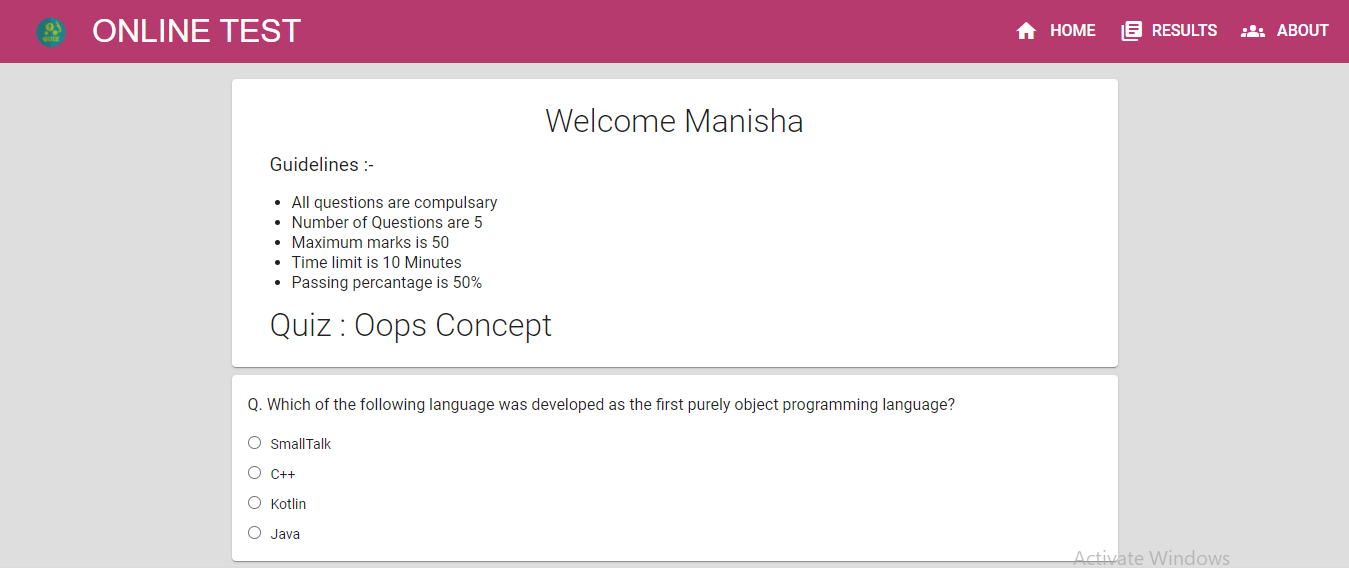 ONLINE TEST
HOME
RESULTS
ABOUT
Welcome Manisha
Guidelines :-
All questions are compulsary
Number of Questions are 5
Maximum marks is 50
Time limit is 10 Minutes
Passing percantage is 50%
Quiz : Oops Concept
Q. Which of the following language was developed as the first purely object programming language?
SmallTalk
C++
Kotlin
Java
Activate Windows